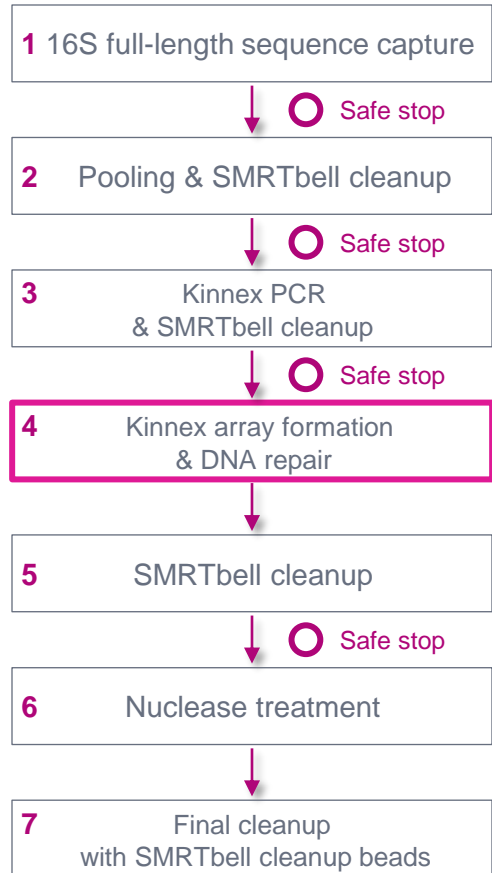 1 16S full-length sequence capture
Safe stop
2 Pooling & SMRTbell cleanup
Safe stop
3 Kinnex PCR
& SMRTbell cleanup
Safe stop
4 Kinnex array formation
& DNA repair
5 SMRTbell cleanup
Safe stop
6 Nuclease treatment
7 Final cleanup
with SMRTbell cleanup beads